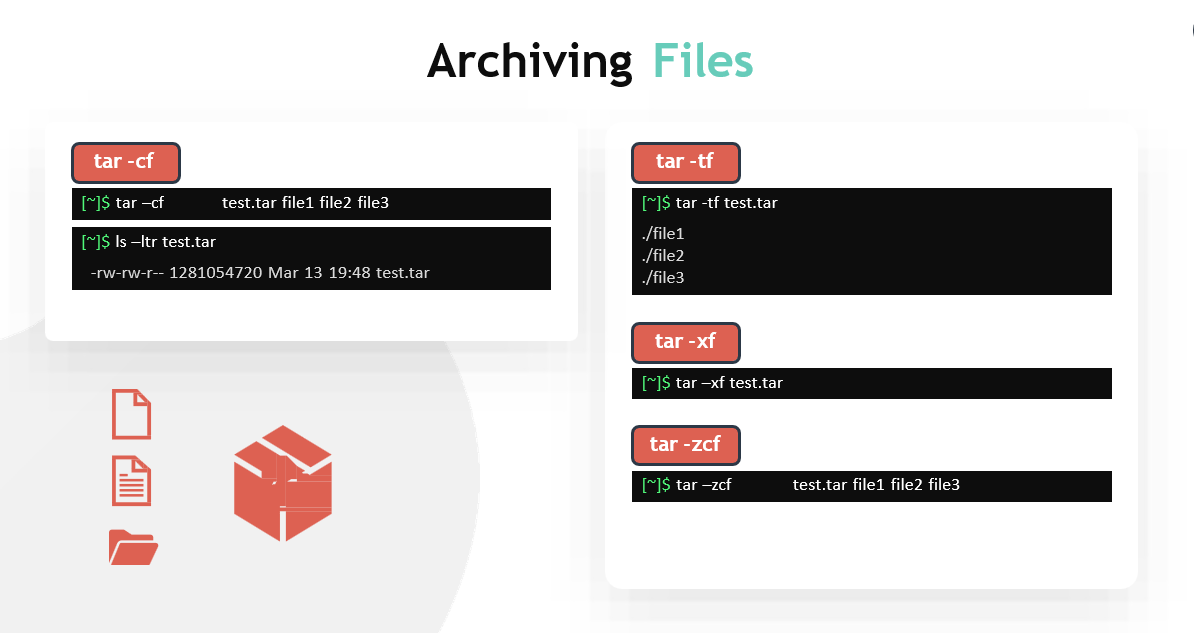 Archiving Files
tar -cf
[~]$ tar –cf test.tar file1 file2 file3
[~]$ ls –ltr test.tar
-rw-rw-r-- 1281054720 Mar 13 19:48 test.tar
tar -tf
[~]$ tar -tf test.tar
./file1
./file2
./file3
tar -xf
[~]$ tar –xf test.tar
tar -zcf
[~]$ tar –zcf test.tar file1 file2 file3